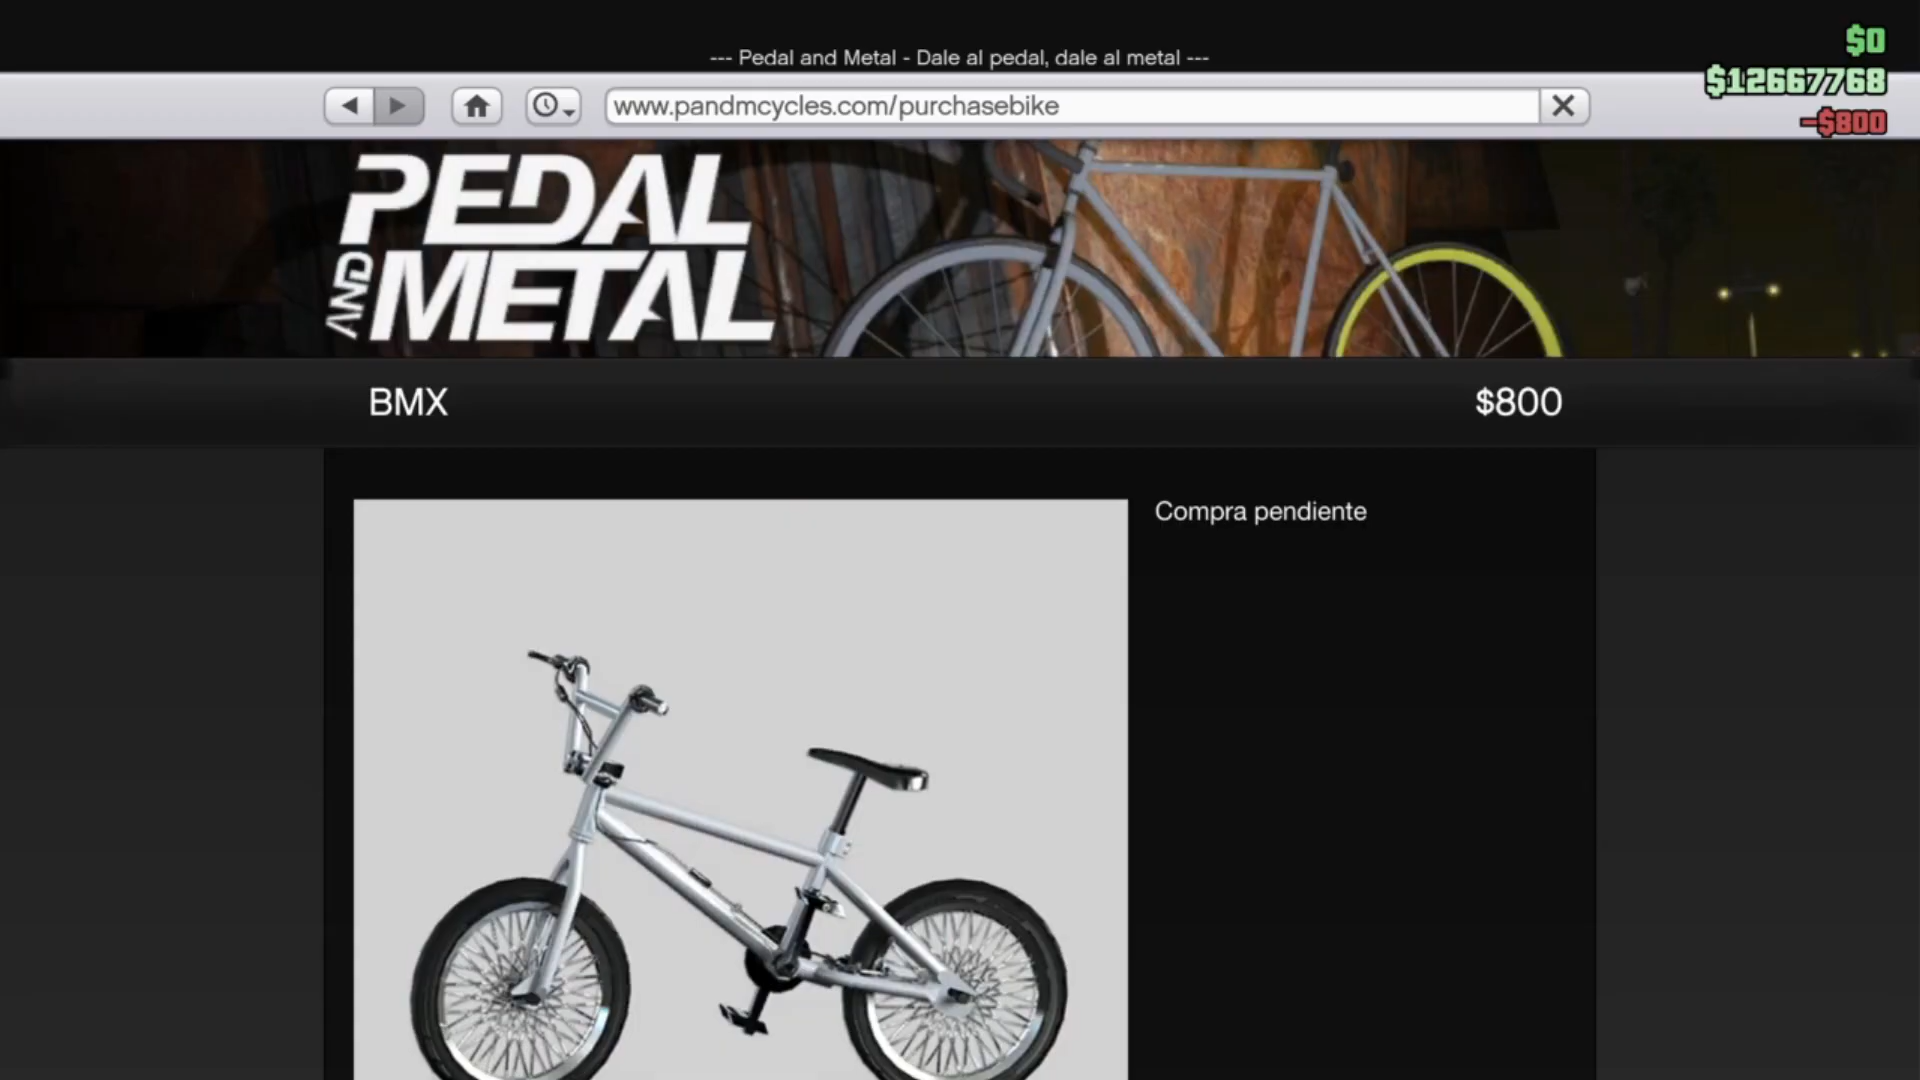 $0
--- Pedal and Metal - Dale al pedal, dale al metal ---
$12667768
www.pandmcycles.com/purchasebike
-$800
PEDAL
AND METAL
BMX
$800
Compra pendiente